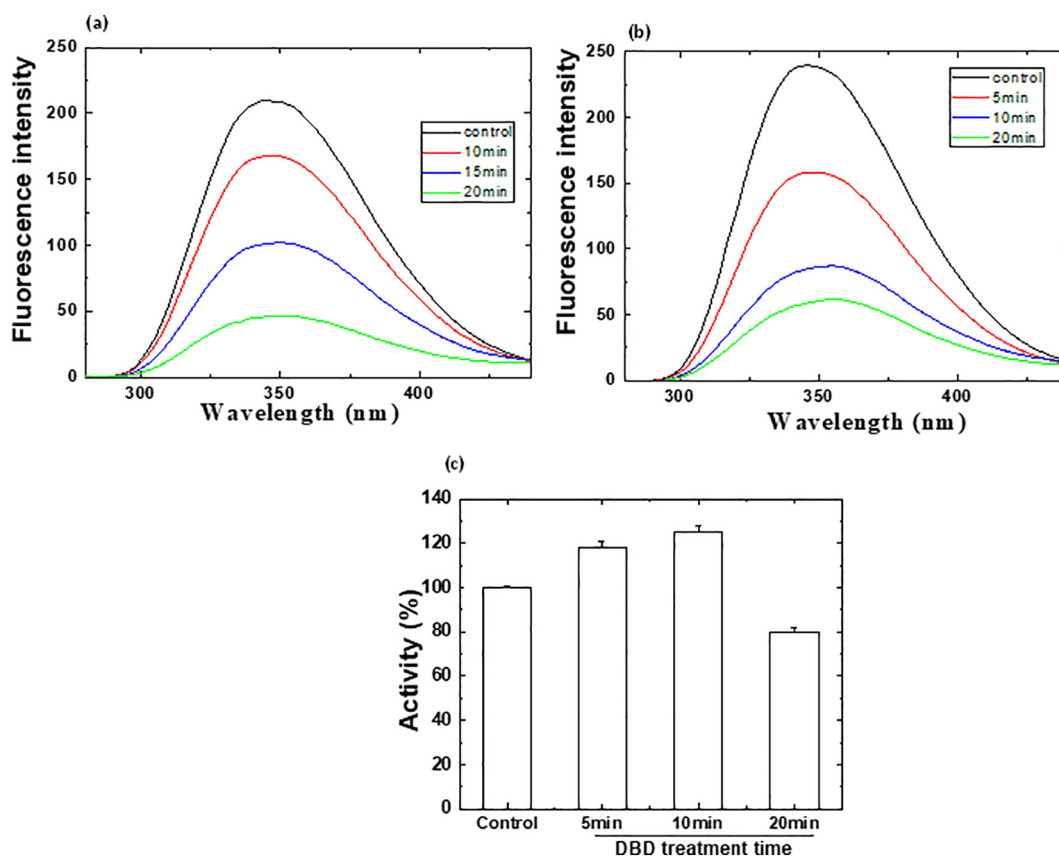 (a)
250
200
150
100
50
0
Fluorescence intensity
control
10min
15min
20min
300 350 400
Wavelength (nm)
(b)
250
200
150
100
50
0
Fluorescence intensity
control
5min
10min
20min
300 350 400
Wavelength (nm)
(c)
140
120
100
80
60
40
20
0
Activity (%)
Control 5min 10min 20min
DBD treatment time